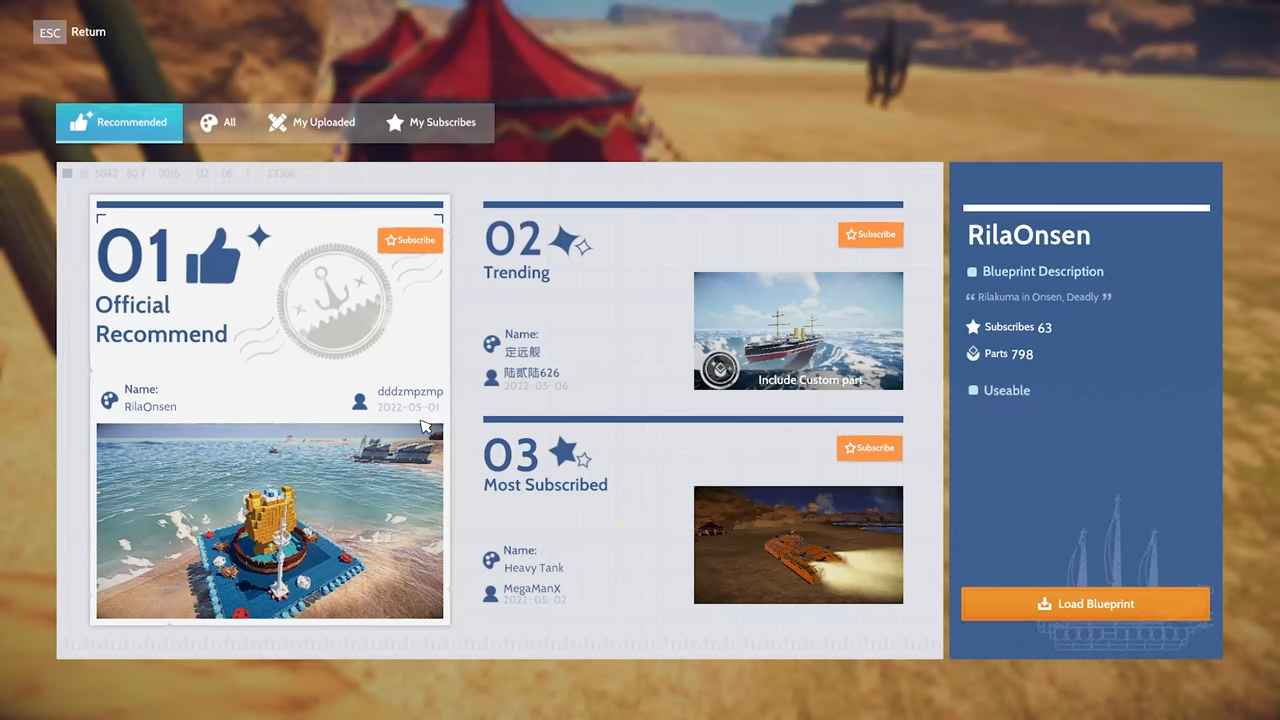 ESC Return
Recommended
All
My Uploaded
My Subscribes
01
Subscribe
Official
Recommend
Name:
RilaOnsen
dddzmpzmp
2022-05-01
02
Subscribe
Trending
Name:
定远舰
陆贰陆626
2022-05-06
Include Custom part
03
Subscribe
Most Subscribed
Name:
Heavy Tank
MegaManX
2022-05-02
RilaOnsen
Blueprint Description
“ Rilakuma in Onsen, Deadly ”
Subscribes 63
Parts 798
Useable
Load Blueprint